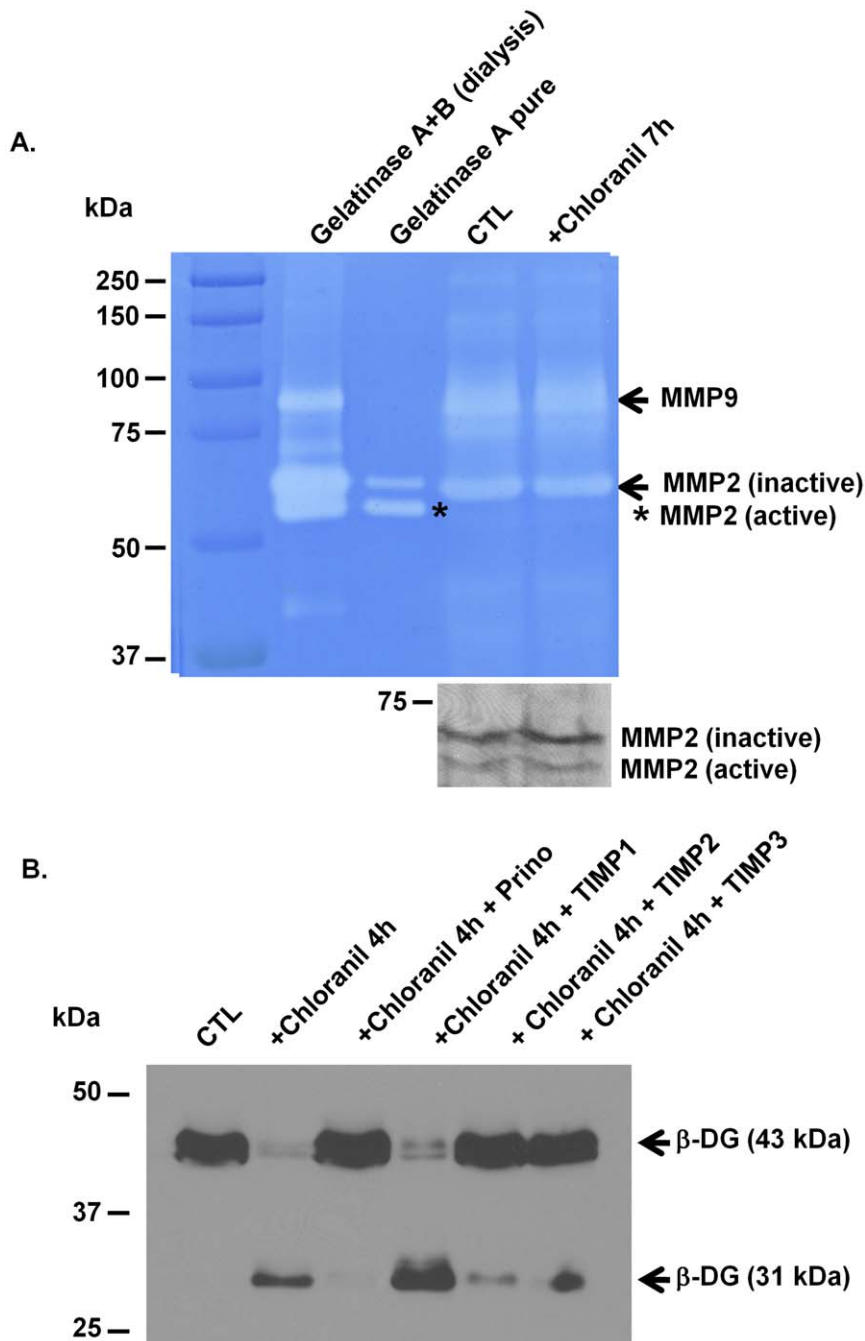 A.
kDa
Gelatinase A+B (dialysis)
Gelatinase A pure
CTL
+Chloranil 7h
250
150
100
75
50
37
MMP9
MMP2 (inactive)
* MMP2 (active)
*
75
MMP2 (inactive)
MMP2 (active)
B.
kDa
CTL
+Chloranil 4h
+Chloranil 4h + Prino
+Chloranil 4h + TIMP1
+ Chloranil 4h + TIMP2
+ Chloranil 4h + TIMP3
50
37
25
β-DG (43 kDa)
β-DG (31 kDa)